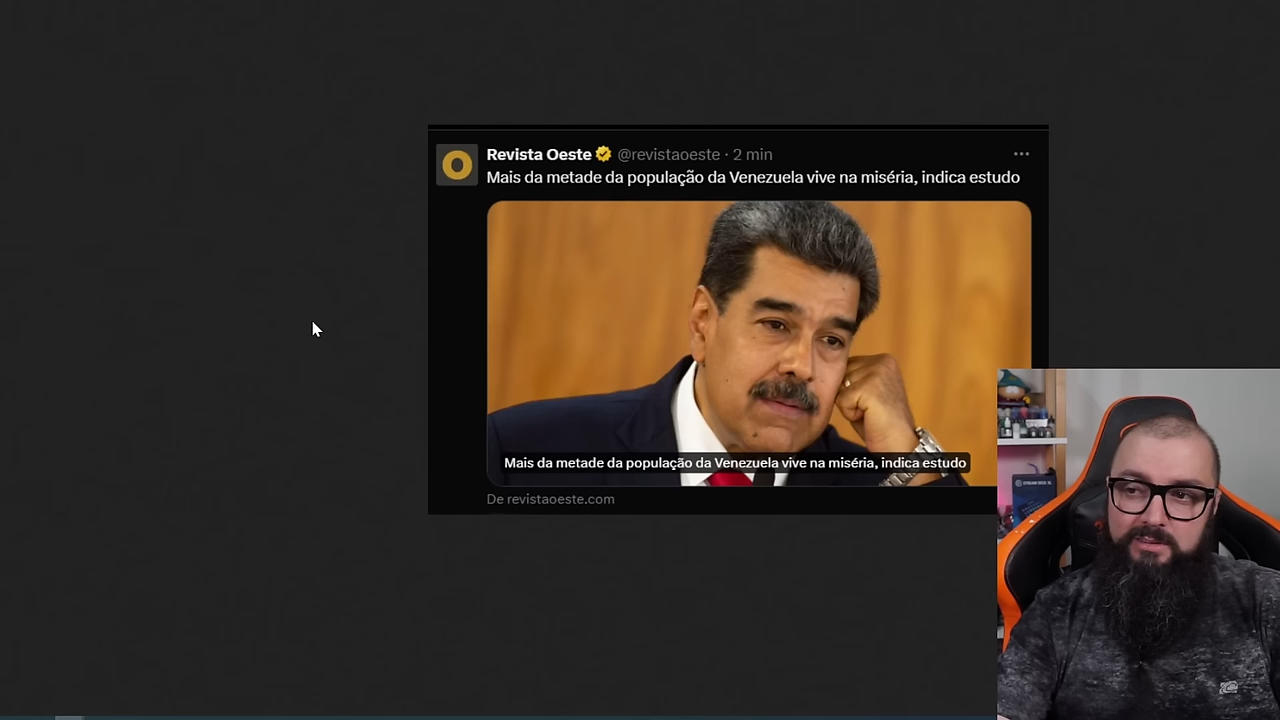 Revista Oeste @revistaoeste · 2 min
Mais da metade da população da Venezuela vive na miséria, indica estudo
Mais da metade da população da Venezuela vive na miséria, indica estudo
De revistaoeste.com